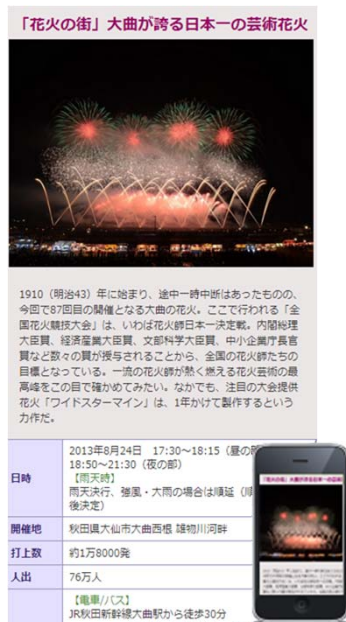 「花火の街」大曲が誇る日本一の芸術花火
1910（明治43）年に始まり、途中一時中断はあったものの、
今回で87回目の開催となる大曲の花火。ここで行われる「全
国花火競技大会」は、いわば花火師日本一決定戦。内閣総理
大臣賞、経済産業大臣賞、文部科学大臣賞、中小企業庁長官
賞など数々の賞が授与されることから、全国の花火師たちの
目標となっている。一流の花火師が熱く燃える花火芸術の最
高峰をこの目で確かめてみたい。なかでも、注目の大会提供
花火「ワイドスターマイン」は、1年かけて製作するという
力作だ。
日時
2013年8月24日 17:30～18:15（昼の
18:50～21:30（夜の部）
【雨天時】
雨天決行、強風・大雨の場合は順延（順
後決定）
開催地
秋田県大仙市大曲西根 雄物川河畔
打上数
約1万8000発
人出
76万人
【電車/バス】
JR秋田新幹線大曲駅から徒歩30分